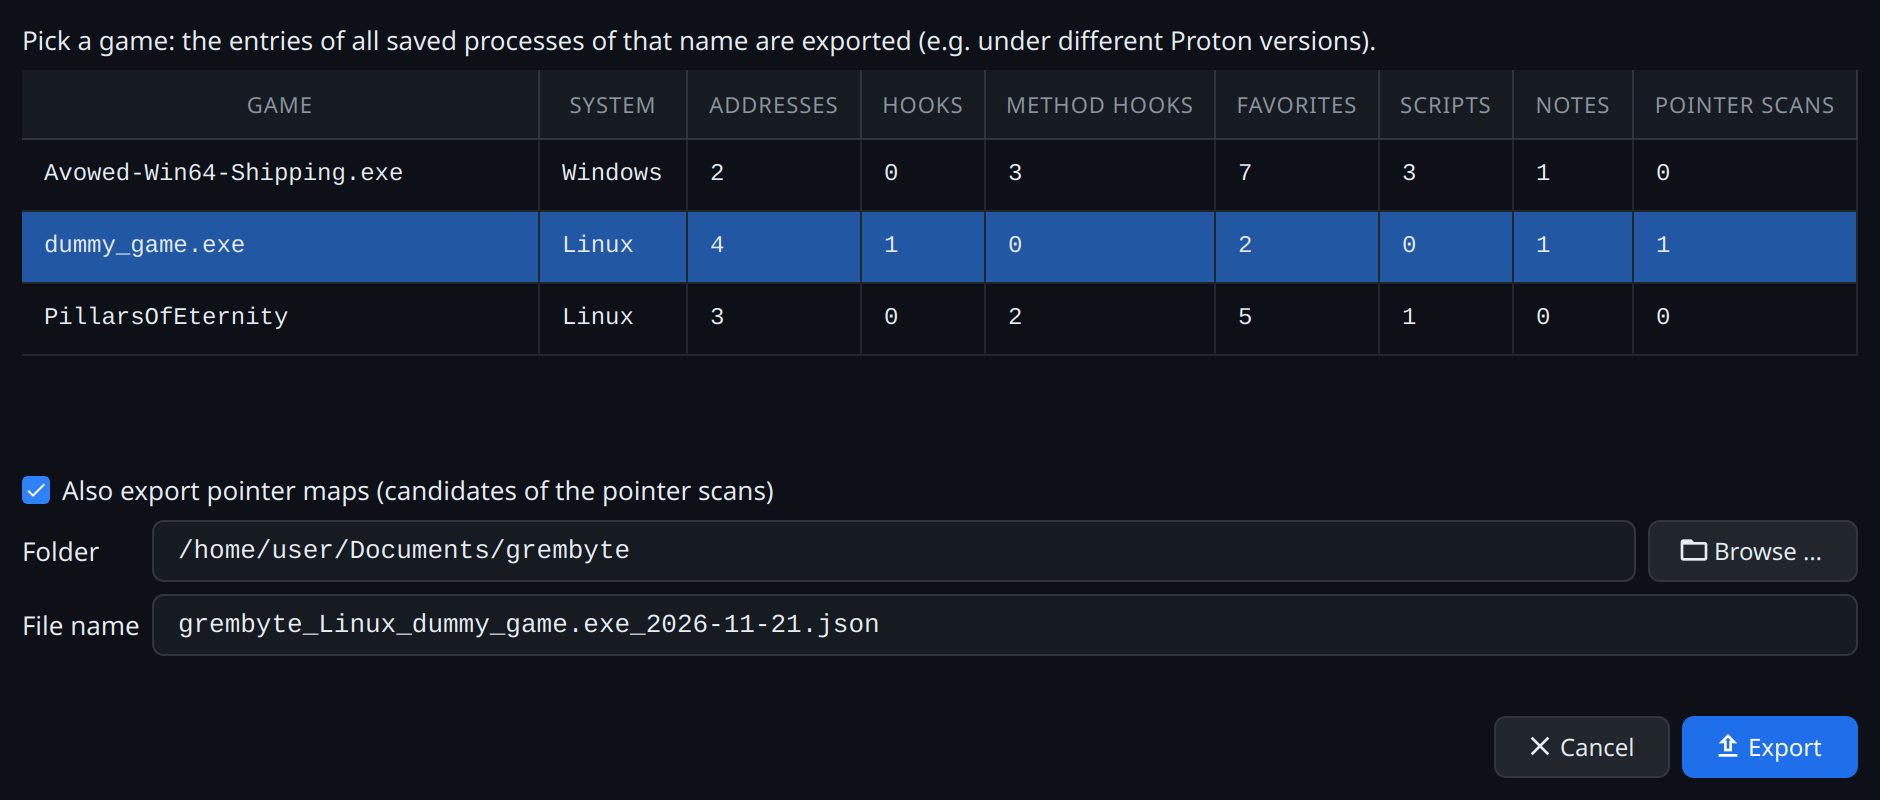 Pick a game: the entries of all saved processes of that name are exported (e.g. under different Proton versions).
GAME SYSTEM ADDRESSES HOOKS METHOD HOOKS FAVORITES SCRIPTS NOTES POINTER SCANS
Avowed-Win64-Shipping.exe Windows 2 0 3 7 3 1 0
dummy_game.exe Linux 4 1 0 2 0 1 1
PillarsOfEternity Linux 3 0 2 5 1 0 0
Also export pointer maps (candidates of the pointer scans)
Folder /home/user/Documents/grembyte Browse ...
File name grembyte_Linux_dummy_game.exe_2026-11-21.json
Cancel Export